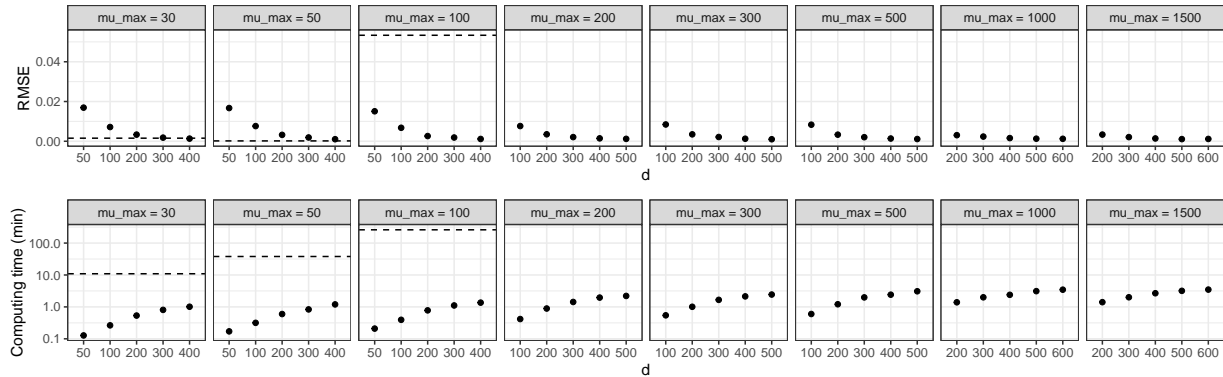 mu_max = 30 mu_max = 50 mu_max = 100 mu_max = 200 mu_max = 300 mu_max = 500 mu_max = 1000 mu_max = 1500
RMSE
0.04
0.02
0.00
50 100 200 300 400 50 100 200 300 400 50 100 200 300 400 100 200 300 400 500 100 200 300 400 500 100 200 300 400 500 200 300 400 500 600 200 300 400 500 600
d
mu_max = 30 mu_max = 50 mu_max = 100 mu_max = 200 mu_max = 300 mu_max = 500 mu_max = 1000 mu_max = 1500
Computing time (min)
100.0
10.0
1.0
0.1
50 100 200 300 400 50 100 200 300 400 50 100 200 300 400 100 200 300 400 500 100 200 300 400 500 100 200 300 400 500 200 300 400 500 600 200 300 400 500 600
d